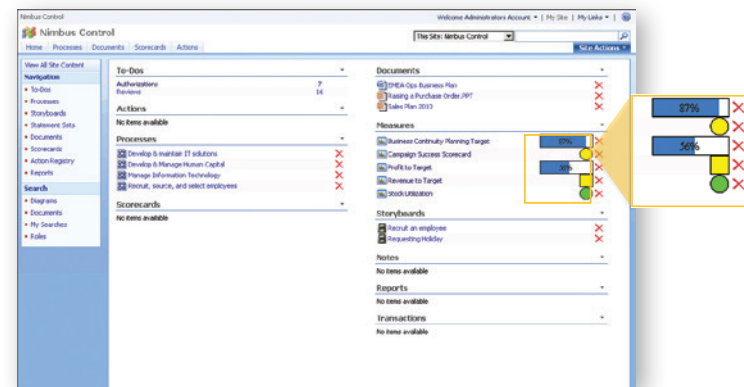 Nimbus Control
Welcome Administrators Account | My Site | My Links
Nimbus Control
This Site: Nimbus Control
Home Processes Documents Scorecards Actions
Site Actions
View All Site Content
Navigation
To-Dos
Processes
Storyboards
Statement Sets
Documents
Scorecards
Action Registry
Reports
Search
Diagrams
Documents
My Searches
Roles
To-Dos
Authorizations 7
Reviews 16
Actions
No items available
Processes
Develop & maintain IT solutions
Develop & Manage Human Capital
Manage Information Technology
Recruit, source, and select employees
Scorecards
No items available
Documents
EMEA Ops Business Plan
Raising a Purchase Order.PPT
Sales Plan 2013
Measures
Business Continuity Planning Target 87%
Campaign Success Scorecard
Profit to Target 36%
Revenue to Target
Stock Utilization
Storyboards
Recruit an employee
Requesting Holiday
Notes
No items available
Reports
No items available
Transactions
No items available
87%
36%